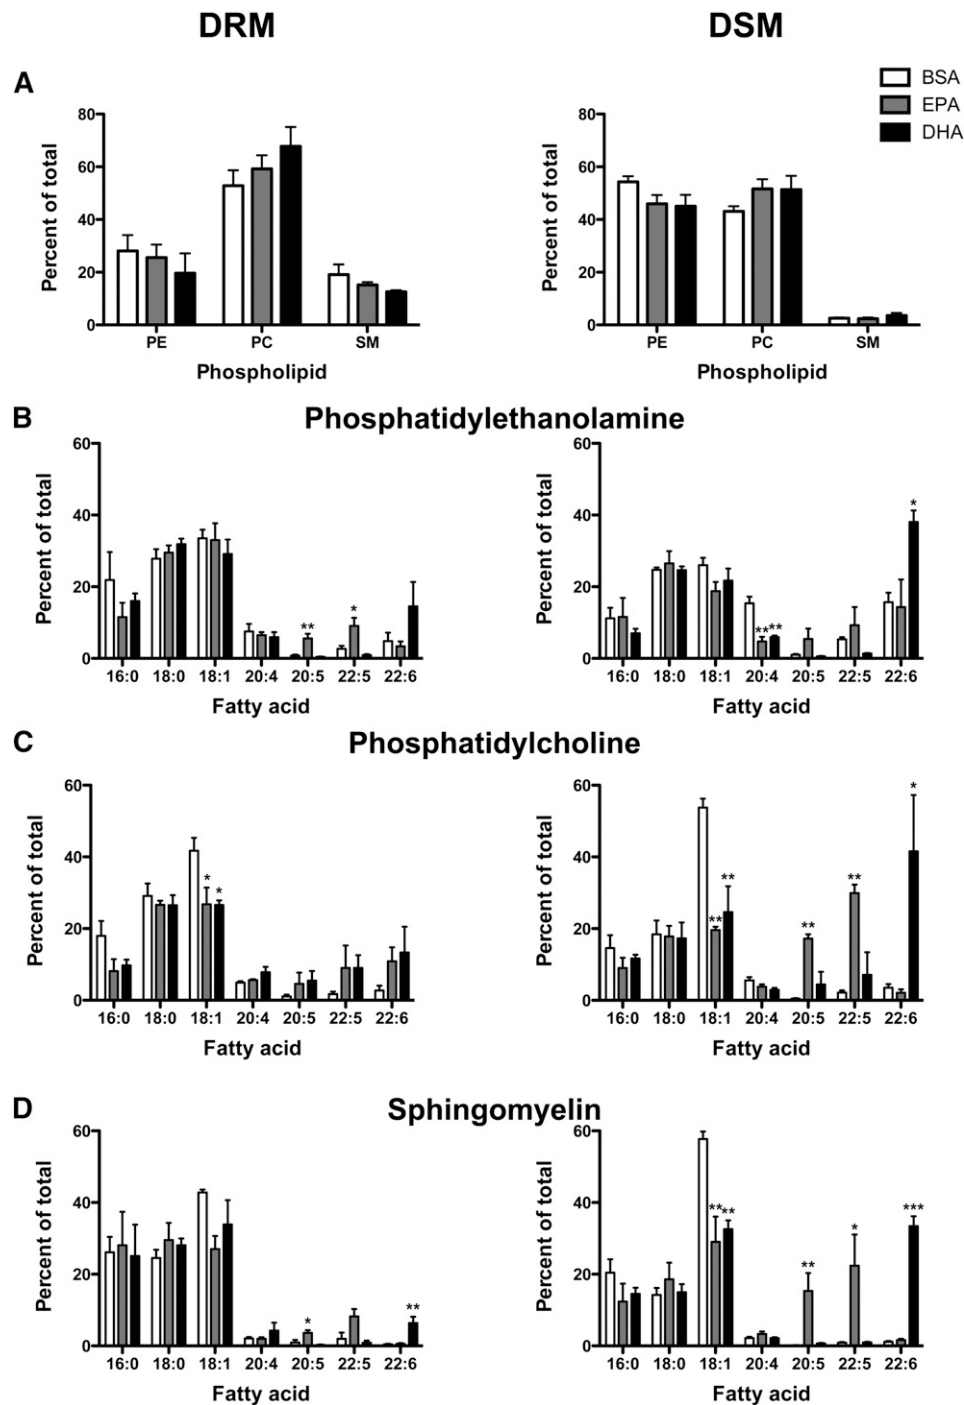 DRM DSM
A
BSA
EPA
DHA
Percent of total
80
60
40
20
0
PE PC SM
Phospholipid
Percent of total
80
60
40
20
0
PE PC SM
Phospholipid
B Phosphatidylethanolamine
Percent of total
60
40
20
0
** *
16:0 18:0 18:1 20:4 20:5 22:5 22:6
Fatty acid
Percent of total
60
40
20
0
** ** *
16:0 18:0 18:1 20:4 20:5 22:5 22:6
Fatty acid
C Phosphatidylcholine
Percent of total
60
40
20
0
* *
16:0 18:0 18:1 20:4 20:5 22:5 22:6
Fatty acid
Percent of total
60
40
20
0
** ** ** ** *
16:0 18:0 18:1 20:4 20:5 22:5 22:6
Fatty acid
D Sphingomyelin
Percent of total
60
40
20
0
* **
16:0 18:0 18:1 20:4 20:5 22:5 22:6
Fatty acid
Percent of total
60
40
20
0
** ** ** * ***
16:0 18:0 18:1 20:4 20:5 22:5 22:6
Fatty acid